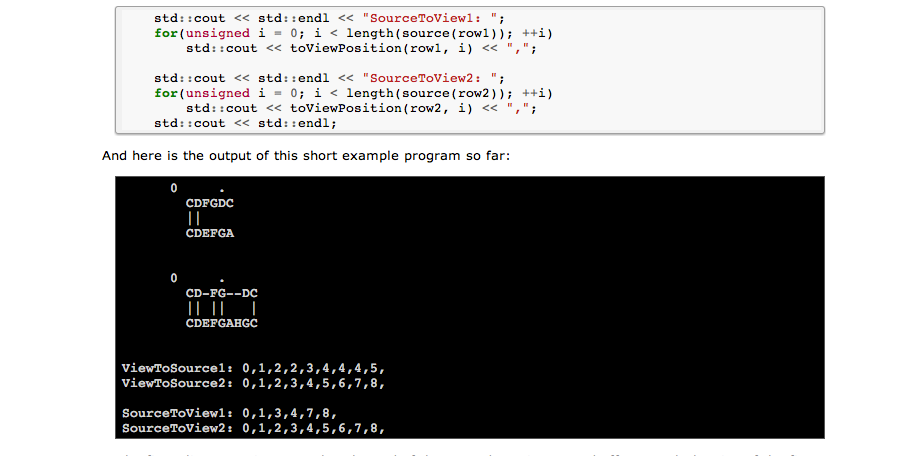 std::cout << std::endl << "SourceToView1: ";
for(unsigned i = 0; i < length(source(row1)); ++i)
    std::cout << toViewPosition(row1, i) << ",";

std::cout << std::endl << "SourceToView2: ";
for(unsigned i = 0; i < length(source(row2)); ++i)
    std::cout << toViewPosition(row2, i) << ",";
std::cout << std::endl;
And here is the output of this short example program so far:
      0     .
        CDFGDC
        ||
        CDEFGA

      0     .
        CD-FG--DC
        || ||   |
        CDEFGAHGC

ViewToSource1: 0,1,2,2,3,4,4,4,5,
ViewToSource2: 0,1,2,3,4,5,6,7,8,

SourceToView1: 0,1,3,4,7,8,
SourceToView2: 0,1,2,3,4,5,6,7,8,